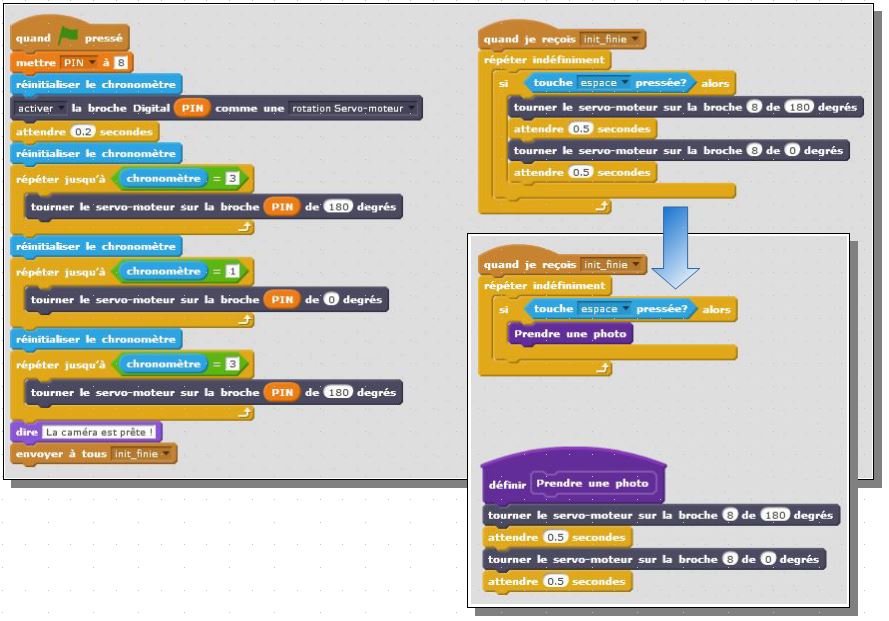 quand pressé
mettre PIN à 8
réinitialiser le chronomètre
activer la broche Digital PIN comme une rotation Servo-moteur
attendre 0.2 secondes
réinitialiser le chronomètre
répéter jusqu'à chronomètre = 3
tourner le servo-moteur sur la broche PIN de 180 degrés
réinitialiser le chronomètre
répéter jusqu'à chronomètre = 1
tourner le servo-moteur sur la broche PIN de 0 degrés
réinitialiser le chronomètre
répéter jusqu'à chronomètre = 3
tourner le servo-moteur sur la broche PIN de 180 degrés
dire La caméra est prête !
envoyer à tous init_finie
quand je reçois init_finie
répéter indéfiniment
si touche espace pressée? alors
tourner le servo-moteur sur la broche 8 de 180 degrés
attendre 0.5 secondes
tourner le servo-moteur sur la broche 8 de 0 degrés
attendre 0.5 secondes
quand je reçois init_finie
répéter indéfiniment
si touche espace pressée? alors
Prendre une photo
définir Prendre une photo
tourner le servo-moteur sur la broche 8 de 180 degrés
attendre 0.5 secondes
tourner le servo-moteur sur la broche 8 de 0 degrés
attendre 0.5 secondes